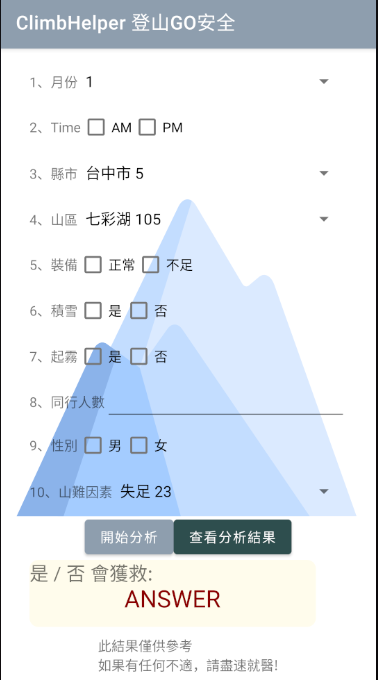 ClimbHelper 登山GO安全
1、月份 1
2、Time AM PM
3、縣市 台中市 5
4、山區 七彩湖 105
5、裝備 正常 不足
6、積雪 是 否
7、起霧 是 否
8、同行人數
9、性別 男 女
10、山難因素 失足 23
開始分析 查看分析結果
是 / 否 會獲救:
ANSWER
此結果僅供參考
如果有任何不適，請盡速就醫!